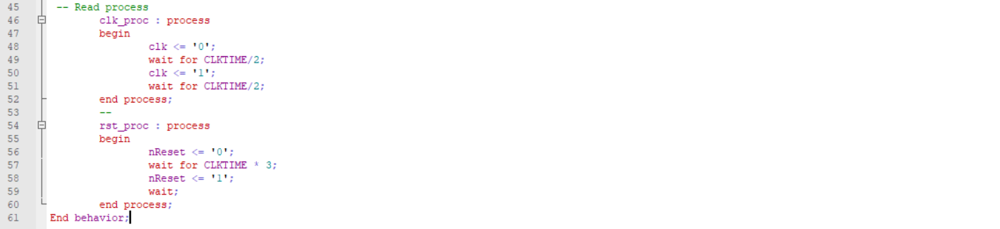 45 -- Read process
46 clk_proc : process
47 begin
48 clk <= '0';
49 wait for CLKTIME/2;
50 clk <= '1';
51 wait for CLKTIME/2;
52 end process;
53 --
54 rst_proc : process
55 begin
56 nReset <= '0';
57 wait for CLKTIME * 3;
58 nReset <= '1';
59 wait;
60 end process;
61 End behavior;